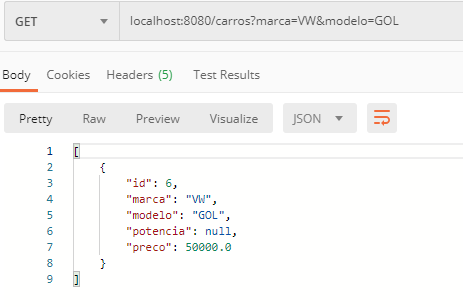 GET localhost:8080/carros?marca=VW&modelo=GOL
Body Cookies Headers (5) Test Results
Pretty Raw Preview Visualize JSON
1 [
2 {
3 "id": 6,
4 "marca": "VW",
5 "modelo": "GOL",
6 "potencia": null,
7 "preco": 50000.0
8 }
9 ]